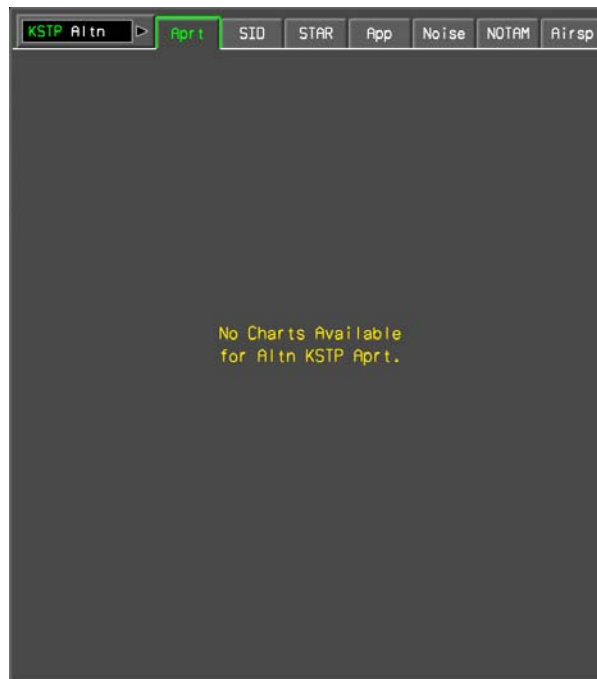 KSTP Altn Aprt SID STAR App Noise NOTAM Airsp
No Charts Available
for Altn KSTP Aprt.